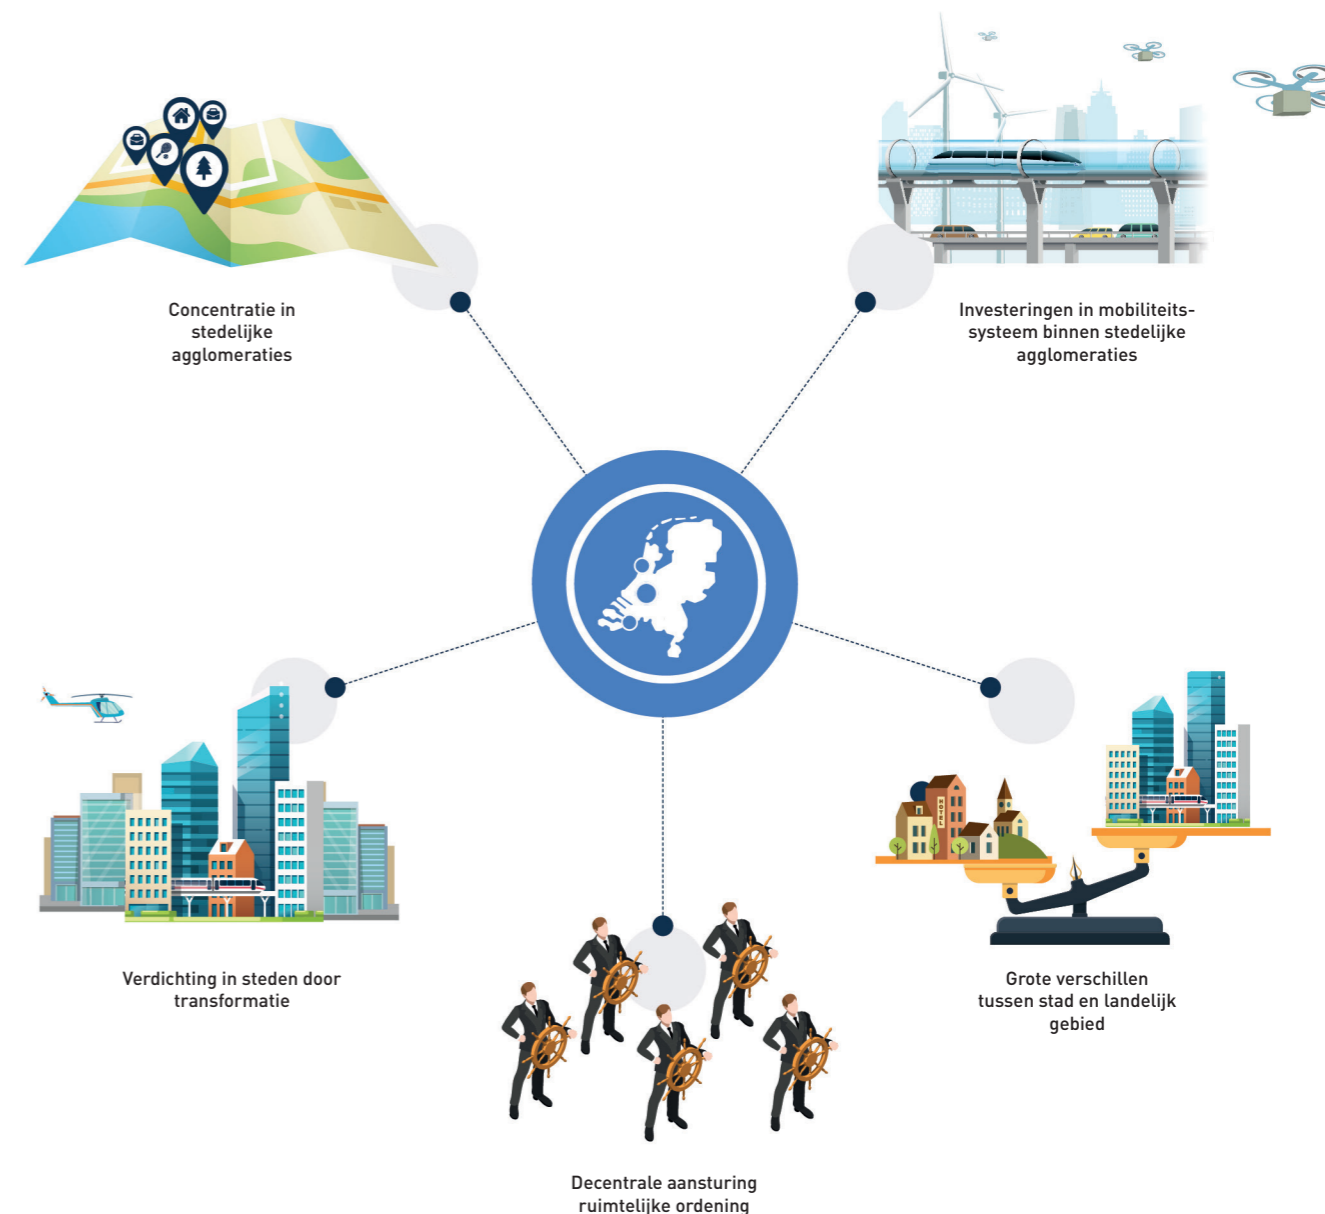 Concentratie in
stedelijke
agglomeraties
Investeringen in mobiliteits-
systeem binnen stedelijke
agglomeraties
Verdichting in steden door
transformatie
HOTEL
Grote verschillen
tussen stad en landelijk
gebied
Decentrale aansturing
ruimtelijke ordening